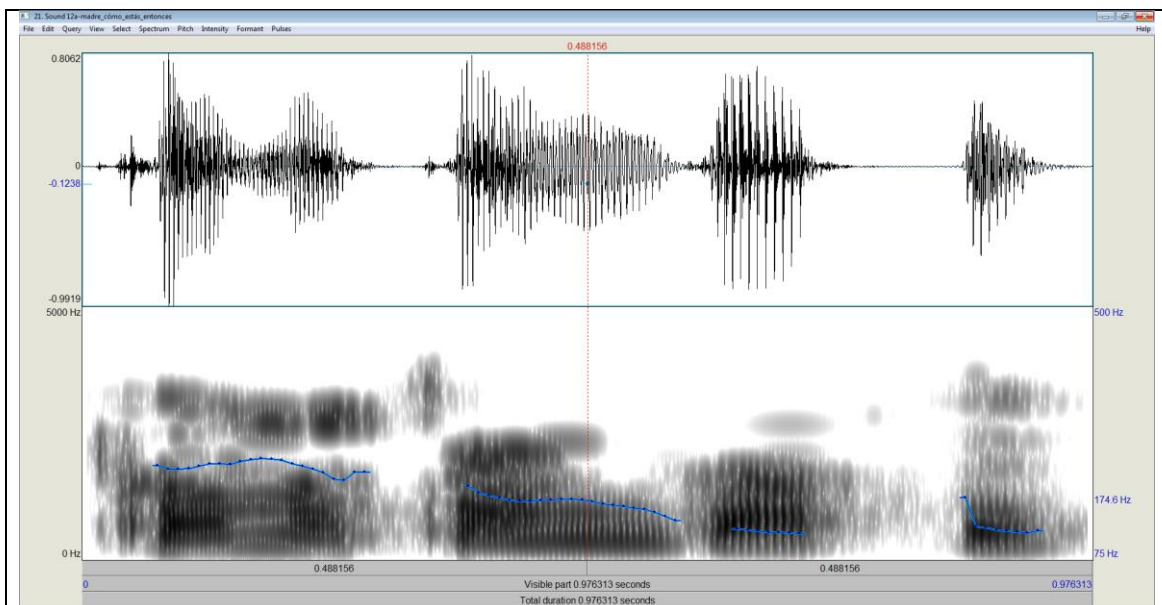 21. Sound 12a-madre_cómo_estás_entonces
File Edit Query View Select Spectrum Pitch Intensity Formant Pulses Help
0.488156
0.8062
0
-0.1238
-0.9919
5000 Hz 500 Hz
174.6 Hz
0 Hz 75 Hz
0.488156 0.488156
0 Visible part 0.976313 seconds 0.976313
Total duration 0.976313 seconds